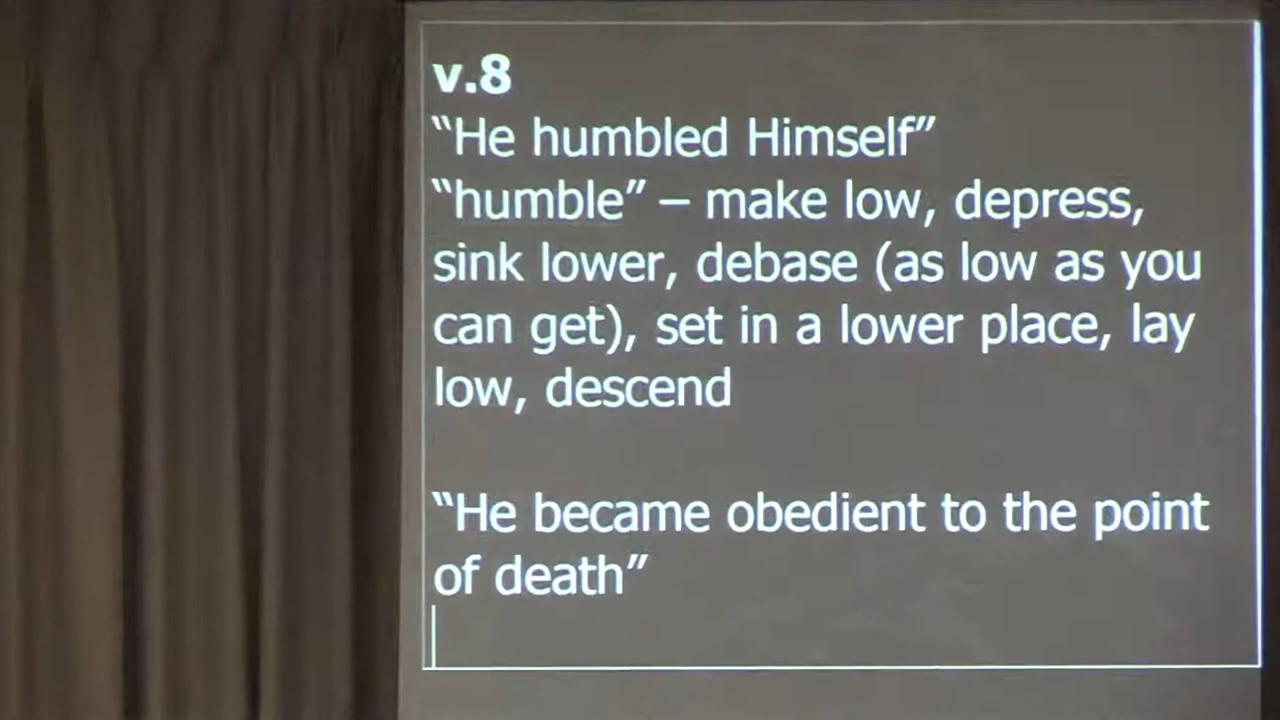 v.8
“He humbled Himself”
“humble” – make low, depress,
sink lower, debase (as low as you
can get), set in a lower place, lay
low, descend
“He became obedient to the point
of death”